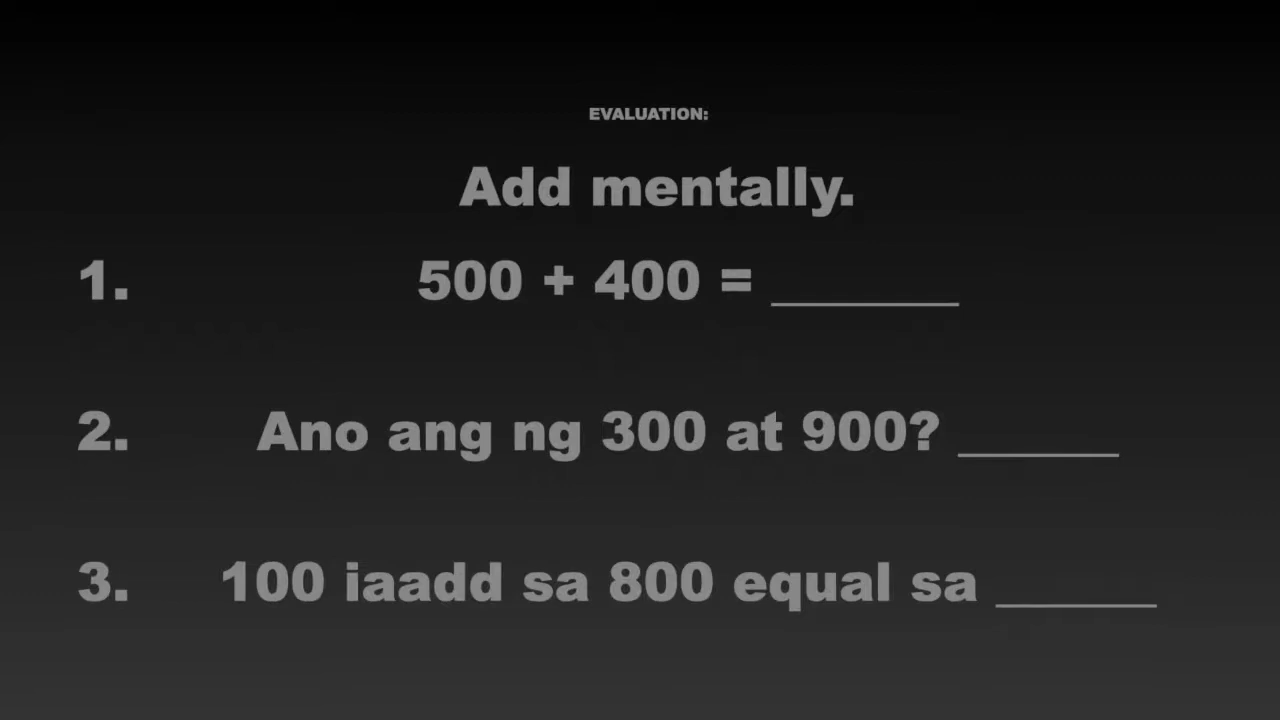 EVALUATION:
Add mentally.
1. 500 + 400 = _______
2. Ano ang ng 300 at 900? ______
3. 100 iaadd sa 800 equal sa ______